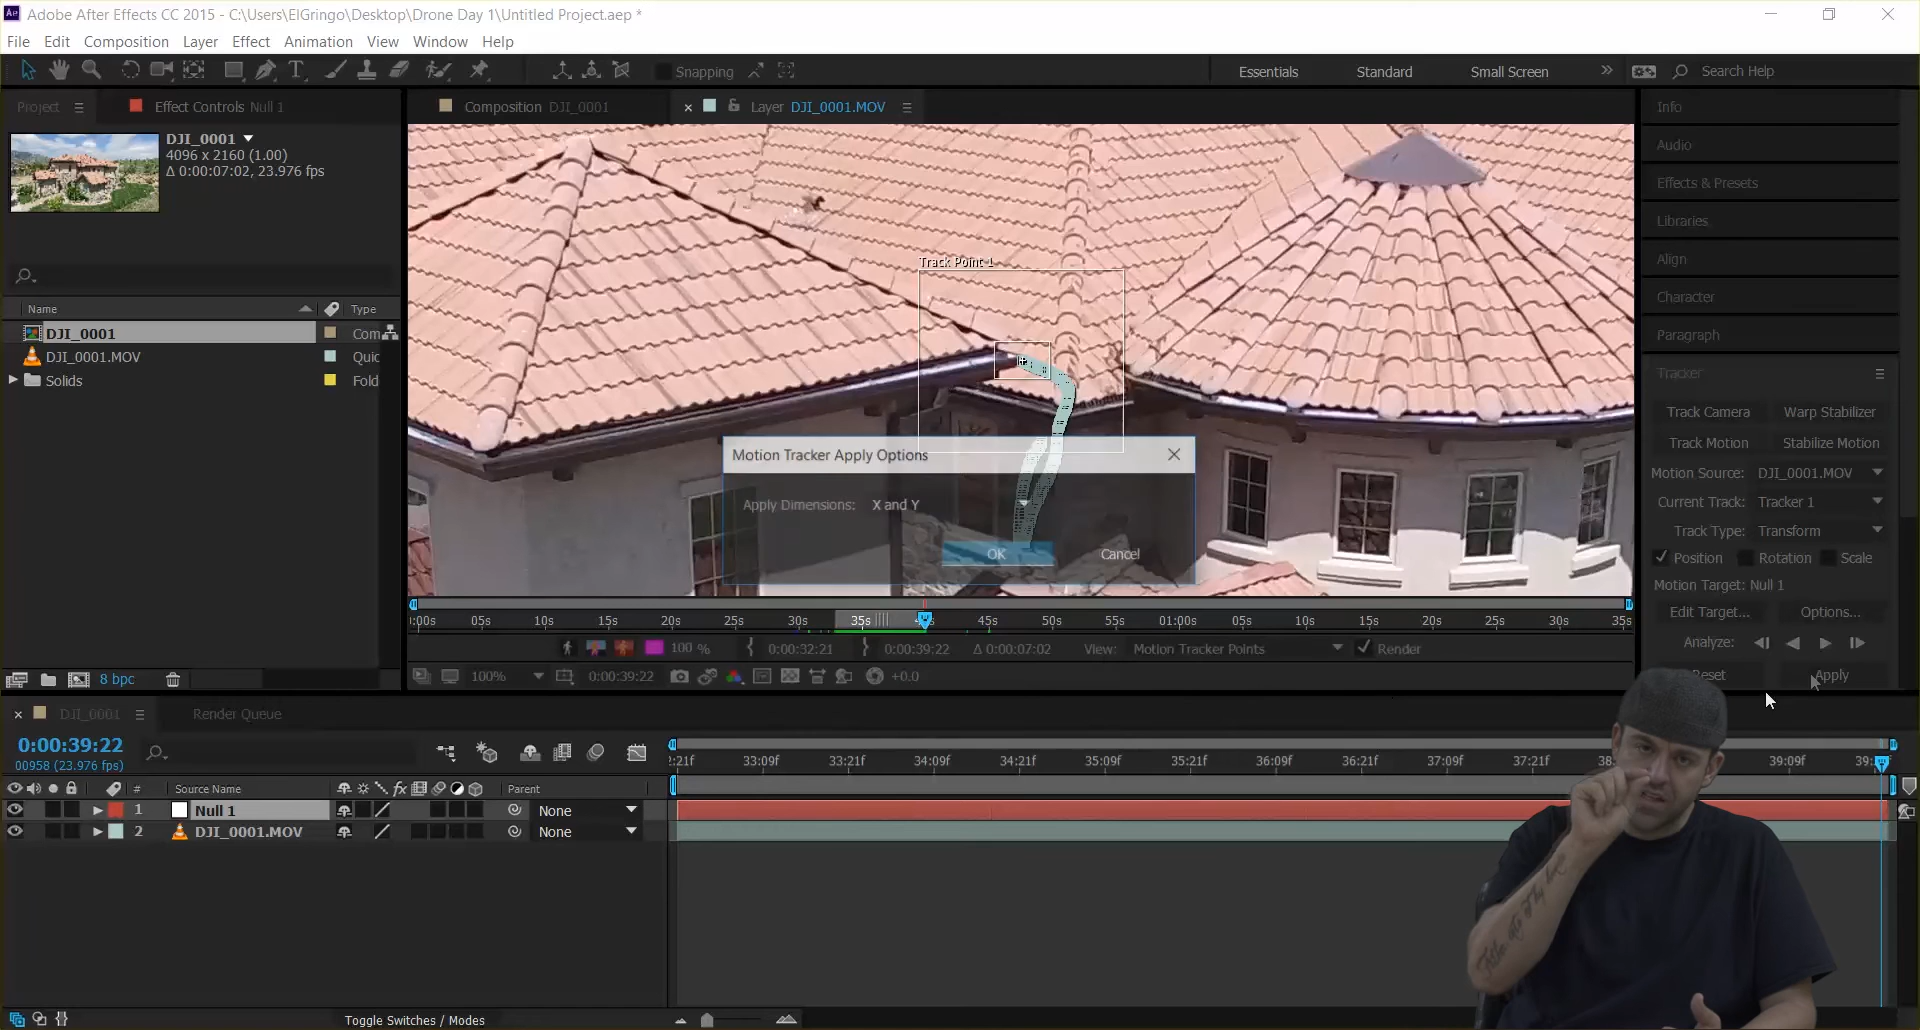 Adobe After Effects CC 2015 - C:\Users\ElGringo\Desktop\Drone Day 1\Untitled Project.aep *
File Edit Composition Layer Effect Animation View Window Help
Snapping Essentials Standard Small Screen Search Help
Project Effect Controls Null 1 Composition DJI_0001 Layer DJI_0001.MOV
DJI_0001
4096 x 2160 (1.00)
Δ 0:00:07:02, 23.976 fps
Name Type
DJI_0001 Com
DJI_0001.MOV Quic
Solids Fold
8 bpc
Track Point 1
Motion Tracker Apply Options
Apply Dimensions: X and Y
OK Cancel
:00s 05s 10s 15s 20s 25s 30s 35s 45s 50s 55s 01:00s 05s 10s 15s 20s 25s 30s 35s
100 % 0:00:32:21 0:00:39:22 Δ 0:00:07:02 View: Motion Tracker Points Render
100% 0:00:39:22 +0.0
Info
Audio
Effects & Presets
Libraries
Align
Character
Paragraph
Tracker
Track Camera Warp Stabilizer
Track Motion Stabilize Motion
Motion Source: DJI_0001.MOV
Current Track: Tracker 1
Track Type: Transform
Position Rotation Scale
Motion Target: Null 1
Edit Target... Options...
Analyze:
Reset Apply
DJI_0001 Render Queue
0:00:39:22
00958 (23.976 fps)
2:21f 33:09f 33:21f 34:09f 34:21f 35:09f 35:21f 36:09f 36:21f 37:09f 37:21f 38: 39:09f 39:
# Source Name Parent
1 Null 1 None
2 DJI_0001.MOV None
Toggle Switches / Modes